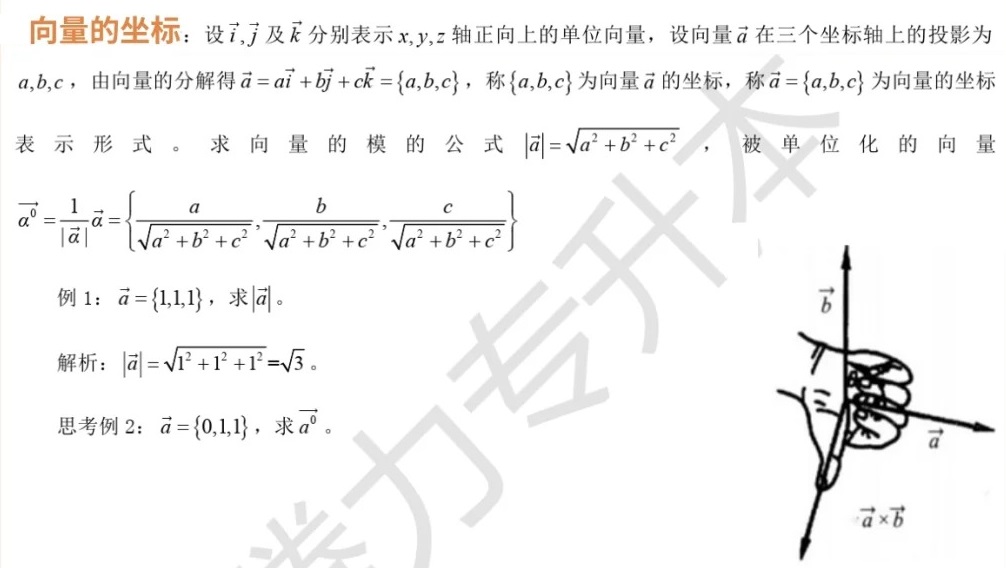 向量的坐标：设 $\vec{i},\vec{j}$ 及 $\vec{k}$ 分别表示 x,y,z 轴正向上的单位向量，设向量 $\vec{a}$ 在三个坐标轴上的投影为
a,b,c，由向量的分解得 $\vec{a}=a\vec{i}+b\vec{j}+c\vec{k}=\{a,b,c\}$，称{a,b,c}为向量 $\vec{a}$ 的坐标，称 $\vec{a}=\{a,b,c\}$ 为向量的坐标
表示形式。求向量的模的公式 $|\vec{a}|=\sqrt{a^2+b^2+c^2}$，被单位化的向量
$\overrightarrow{\alpha^0}=\frac{1}{|\vec{\alpha}|}\vec{\alpha}=\left\{\frac{a}{\sqrt{a^2+b^2+c^2}},\frac{b}{\sqrt{a^2+b^2+c^2}},\frac{c}{\sqrt{a^2+b^2+c^2}}\right\}$
例 1：$\vec{a}=\{1,1,1\}$，求 $|\vec{a}|$。
解析：$|\vec{a}|=\sqrt{1^2+1^2+1^2}=\sqrt{3}$。
思考例 2：$\vec{a}=\{0,1,1\}$，求 $\overrightarrow{a^0}$。
$\vec{b}$
$\vec{a}$
$\vec{a}\times\vec{b}$
力专升本